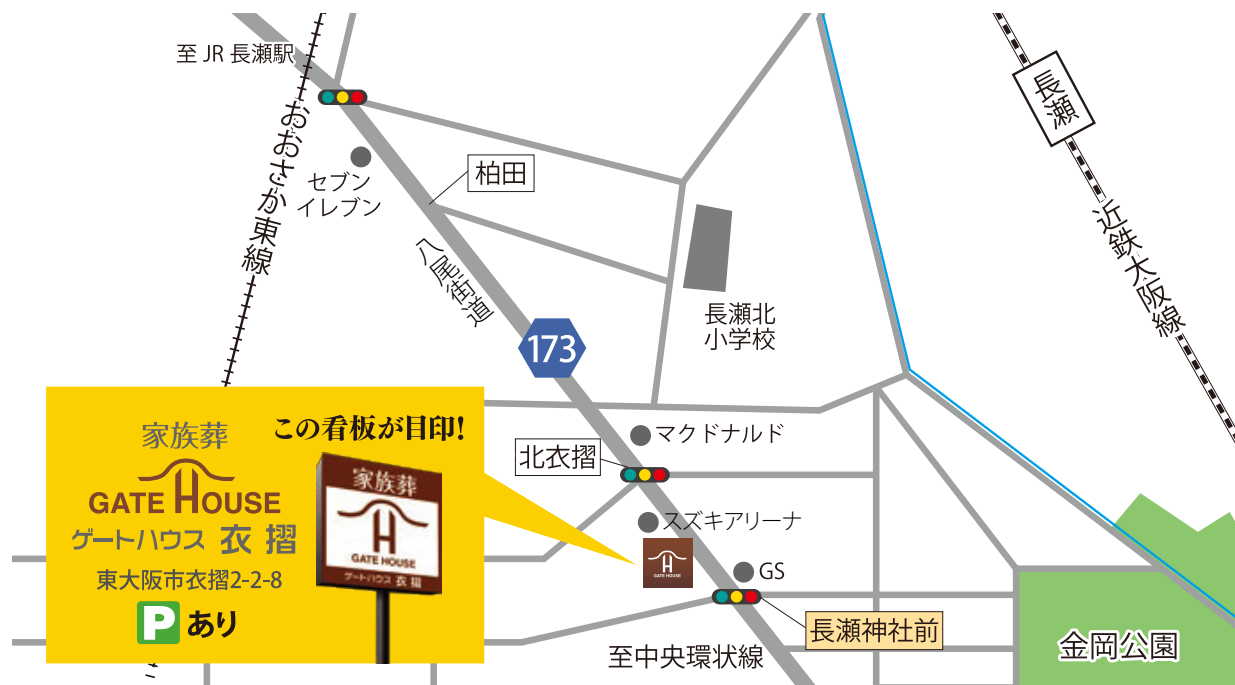 至 JR 長瀬駅
おおさか東線
セブン
イレブン
柏田
八尾街道
173
長瀬北
小学校
長瀬
近鉄大阪線
マクドナルド
北衣摺
スズキアリーナ
GATE HOUSE
GS
長瀬神社前
至中央環状線
金岡公園
家族葬
GATE HOUSE
ゲートハウス 衣摺
東大阪市衣摺2-2-8
P あり
この看板が目印!
家族葬
GATE HOUSE
ゲートハウス 衣摺